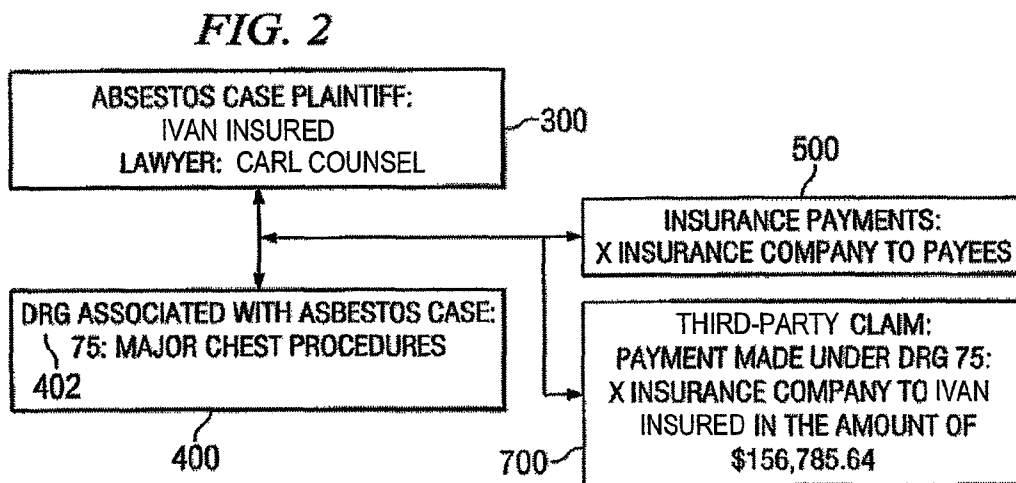 FIG. 2
ABSESTOS CASE PLAINTIFF:
IVAN INSURED
LAWYER: CARL COUNSEL
300
500
INSURANCE PAYMENTS:
X INSURANCE COMPANY TO PAYEES
DRG ASSOCIATED WITH ASBESTOS CASE:
75: MAJOR CHEST PROCEDURES
402
400
THIRD-PARTY CLAIM:
PAYMENT MADE UNDER DRG 75:
X INSURANCE COMPANY TO IVAN
INSURED IN THE AMOUNT OF
$156,785.64
700